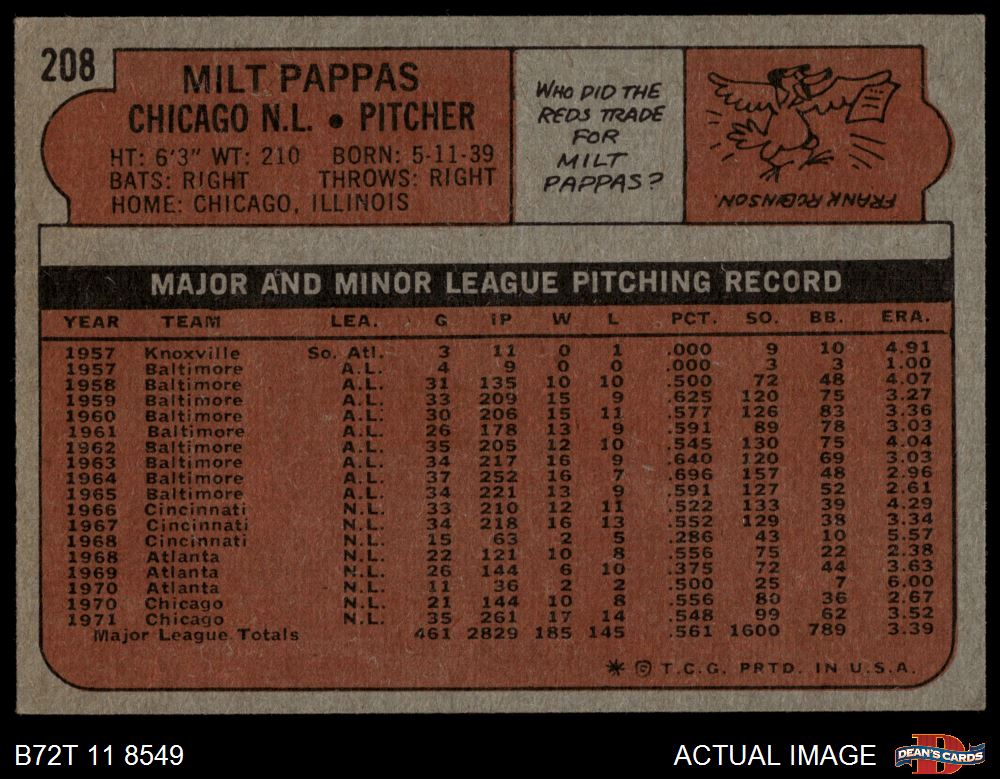 208
MILT PAPPAS
CHICAGO N.L. • PITCHER
HT: 6'3" WT: 210 BORN: 5-11-39
BATS: RIGHT THROWS: RIGHT
HOME: CHICAGO, ILLINOIS
WHO DID THE
REDS TRADE
FOR
MILT
PAPPAS?
FRANK ROBINSON.
MAJOR AND MINOR LEAGUE PITCHING RECORD
YEAR TEAM LEA. G IP W L PCT. SO. BB. ERA.
1957 Knoxville So. Atl. 3 11 0 1 .000 9 10 4.91
1957 Baltimore A.L. 4 9 0 0 .000 3 3 1.00
1958 Baltimore A.L. 31 135 10 10 .500 72 48 4.07
1959 Baltimore A.L. 33 209 15 9 .625 120 75 3.27
1960 Baltimore A.L. 30 206 15 11 .577 126 83 3.36
1961 Baltimore A.L. 26 178 13 9 .591 89 78 3.03
1962 Baltimore A.L. 35 205 12 10 .545 130 75 4.04
1963 Baltimore A.L. 34 217 16 9 .640 120 69 3.03
1964 Baltimore A.L. 37 252 16 7 .696 157 48 2.96
1965 Baltimore A.L. 34 221 13 9 .591 127 52 2.61
1966 Cincinnati N.L. 33 210 12 11 .522 133 39 4.29
1967 Cincinnati N.L. 34 218 16 13 .552 129 38 3.34
1968 Cincinnati N.L. 15 63 2 5 .286 43 10 5.57
1968 Atlanta N.L. 22 121 10 8 .556 75 22 2.38
1969 Atlanta N.L. 26 144 6 10 .375 72 44 3.63
1970 Atlanta N.L. 11 36 2 2 .500 25 7 6.00
1970 Chicago N.L. 21 144 10 8 .556 80 36 2.67
1971 Chicago N.L. 35 261 17 14 .548 99 62 3.52
Major League Totals 461 2829 185 145 .561 1600 789 3.39
* © T.C.G. PRTD. IN U.S.A.
B72T 11 8549
ACTUAL IMAGE
DEAN'S CARDS